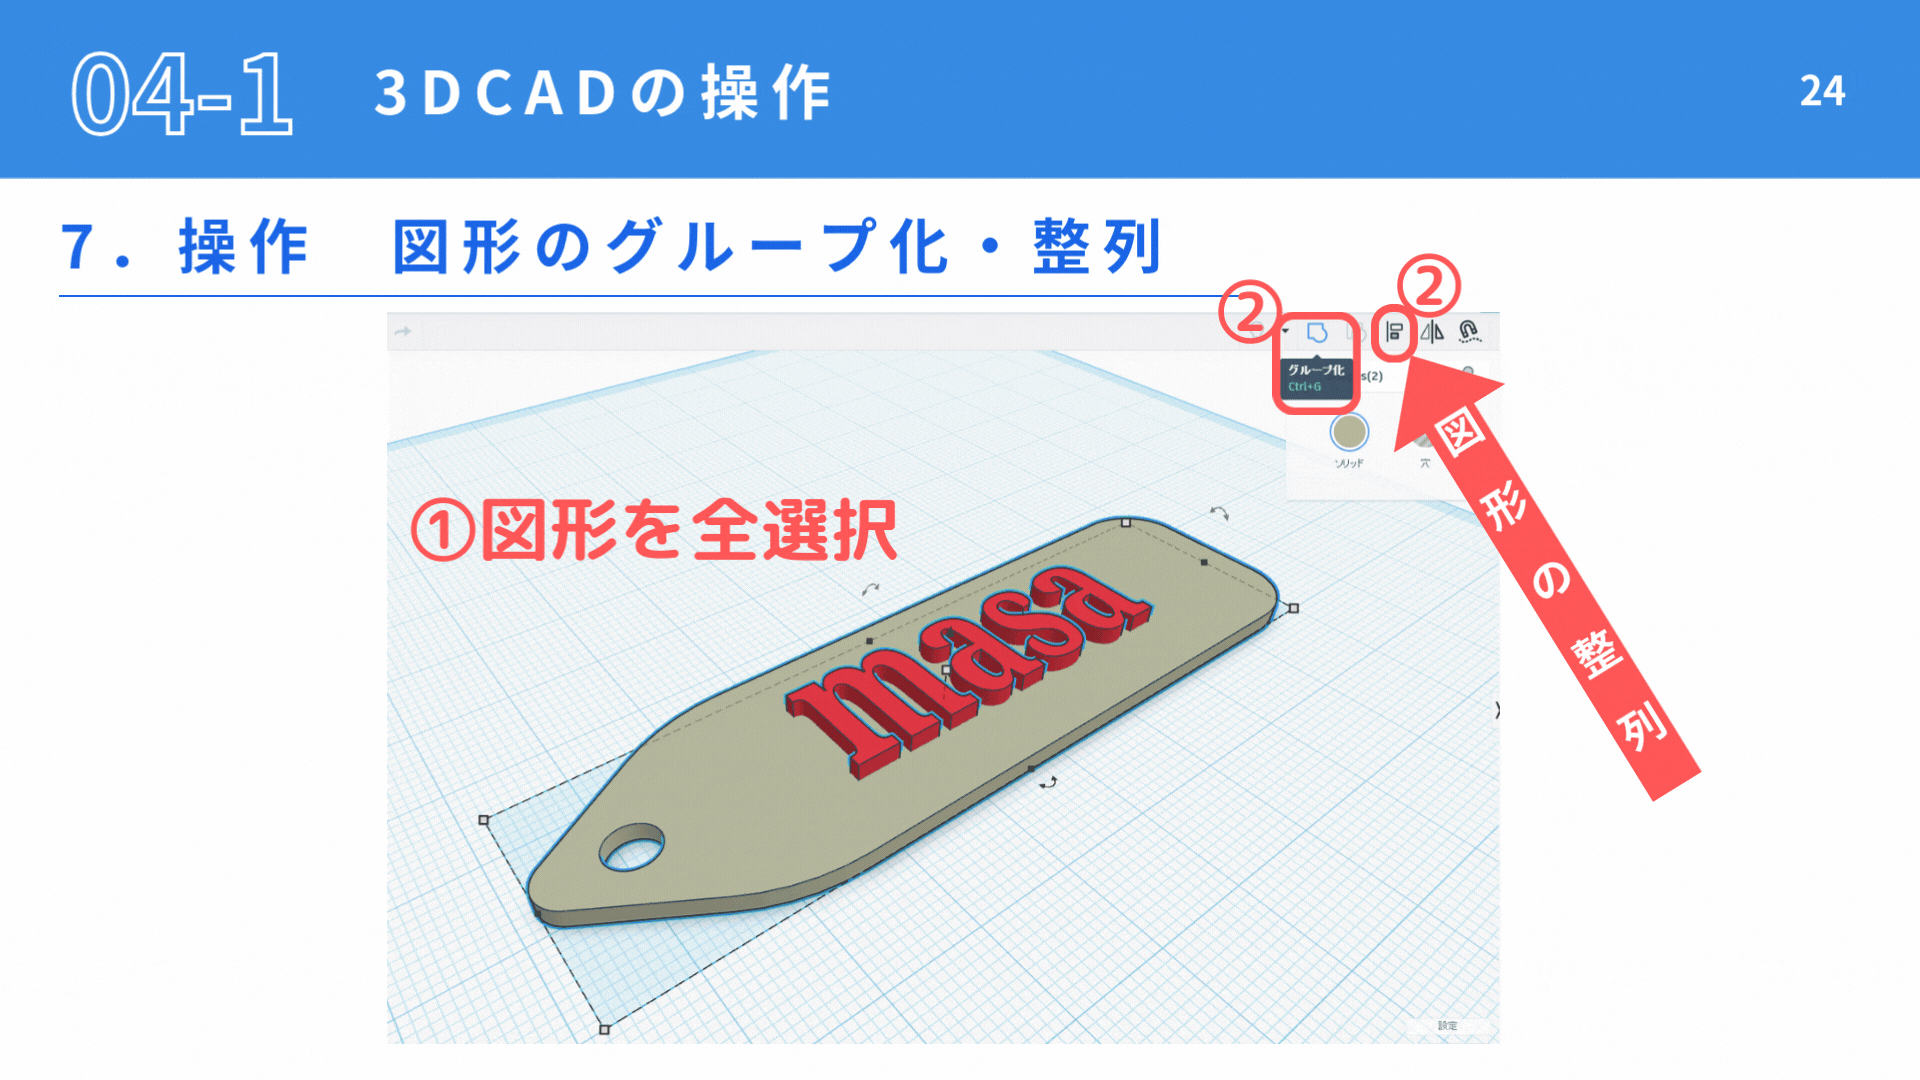 04-1 3DCADの操作
24
7. 操作 図形のグループ化・整列
②
②
グループ化
Ctrl+G
s(2)
ソリッド
穴
①図形を全選択
図形の整列
masa
設定